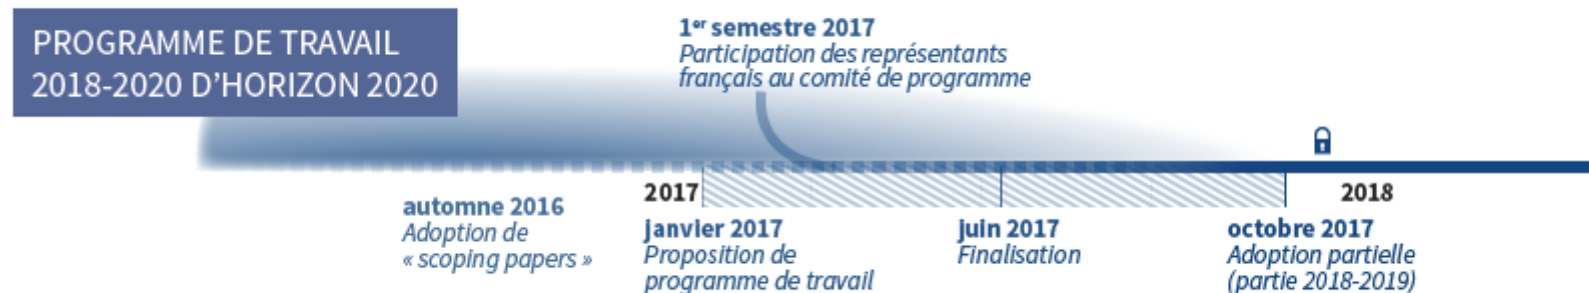 PROGRAMME DE TRAVAIL
2018-2020 D'HORIZON 2020
1er semestre 2017
Participation des représentants
français au comité de programme
automne 2016
Adoption de
« scoping papers »
2017
janvier 2017
Proposition de
programme de travail
juin 2017
Finalisation
2018
octobre 2017
Adoption partielle
(partie 2018-2019)